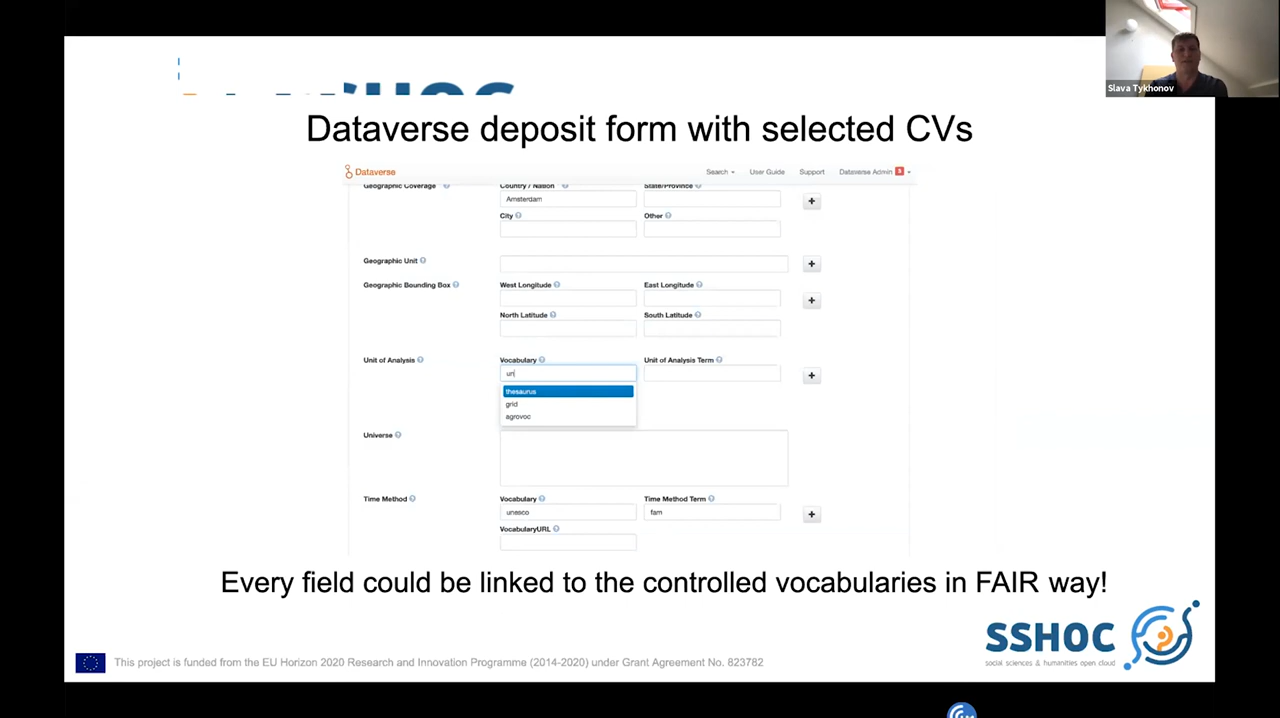 Slava Tykhonov
SSHOC
Dataverse deposit form with selected CVs
Dataverse
Search User Guide Support Dataverse Admin 3
Geographic Coverage Country / Nation State/Province
Amsterdam
City Other
Geographic Unit
Geographic Bounding Box West Longitude East Longitude
North Latitude South Latitude
Unit of Analysis Vocabulary Unit of Analysis Term
un
thesaurus
grid
agrovoc
Universe
Time Method Vocabulary Time Method Term
unesco fam
VocabularyURL
Every field could be linked to the controlled vocabularies in FAIR way!
SSHOC
social sciences & humanities open cloud
This project is funded from the EU Horizon 2020 Research and Innovation Programme (2014-2020) under Grant Agreement No. 823782